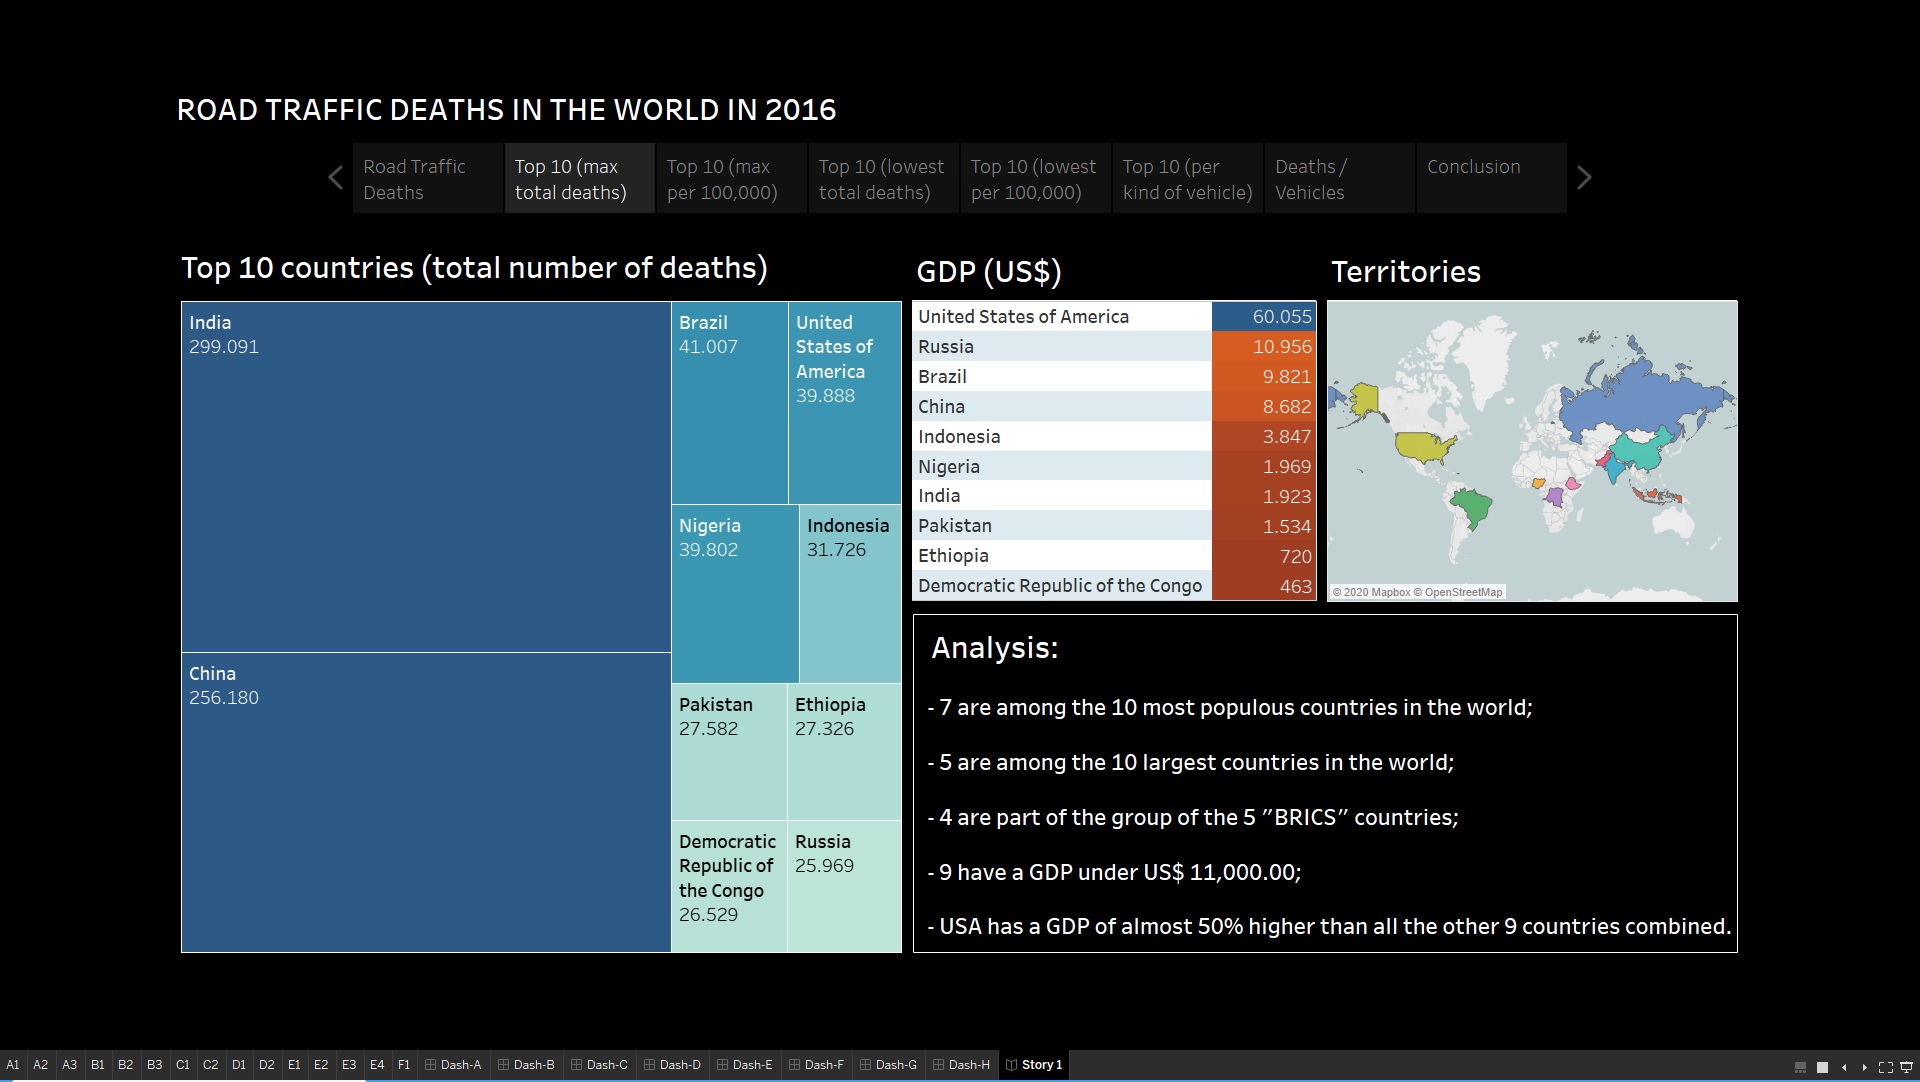 ROAD TRAFFIC DEATHS IN THE WORLD IN 2016
Road Traffic
Deaths
Top 10 (max
total deaths)
Top 10 (max
per 100,000)
Top 10 (lowest
total deaths)
Top 10 (lowest
per 100,000)
Top 10 (per
kind of vehicle)
Deaths /
Vehicles
Conclusion
Top 10 countries (total number of deaths)
India
299.091
China
256.180
Brazil
41.007
United
States of
America
39.888
Nigeria
39.802
Indonesia
31.726
Pakistan
27.582
Ethiopia
27.326
Democratic
Republic of
the Congo
26.529
Russia
25.969
GDP (US$)
United States of America 60.055
Russia 10.956
Brazil 9.821
China 8.682
Indonesia 3.847
Nigeria 1.969
India 1.923
Pakistan 1.534
Ethiopia 720
Democratic Republic of the Congo 463
Territories
© 2020 Mapbox © OpenStreetMap
Analysis:
- 7 are among the 10 most populous countries in the world;
- 5 are among the 10 largest countries in the world;
- 4 are part of the group of the 5 "BRICS" countries;
- 9 have a GDP under US$ 11,000.00;
- USA has a GDP of almost 50% higher than all the other 9 countries combined.
A1 A2 A3 B1 B2 B3 C1 C2 D1 D2 E1 E2 E3 E4 F1 Dash-A Dash-B Dash-C Dash-D Dash-E Dash-F Dash-G Dash-H Story 1